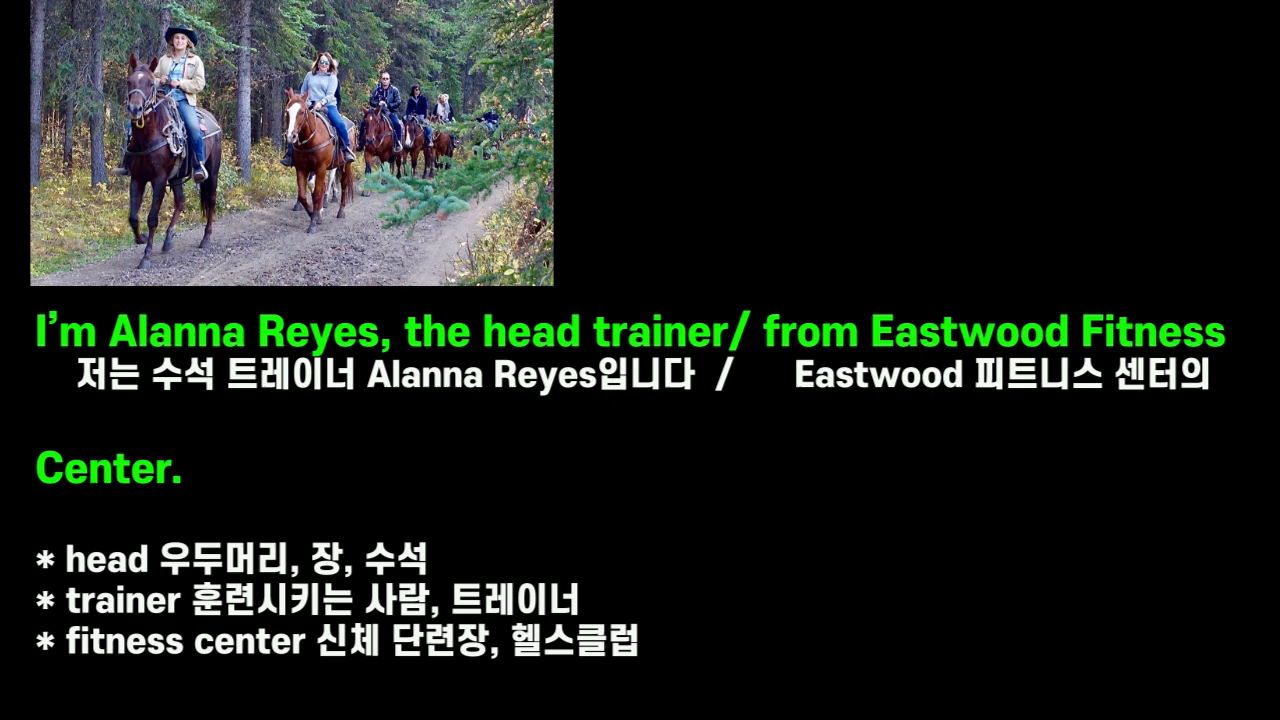 I’m Alanna Reyes, the head trainer/ from Eastwood Fitness
저는 수석 트레이너 Alanna Reyes입니다 / Eastwood 피트니스 센터의
Center.
* head 우두머리, 장, 수석
* trainer 훈련시키는 사람, 트레이너
* fitness center 신체 단련장, 헬스클럽